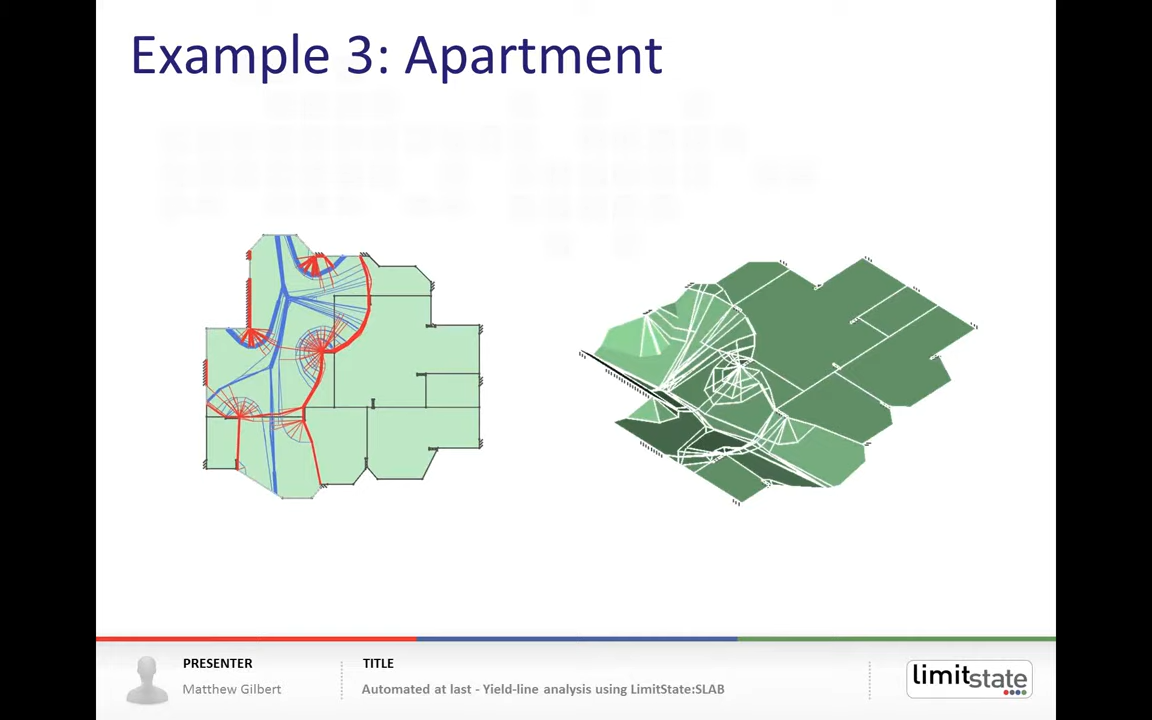 Example 3: Apartment
PRESENTER
Matthew Gilbert
TITLE
Automated at last - Yield-line analysis using LimitState:SLAB
limitstate